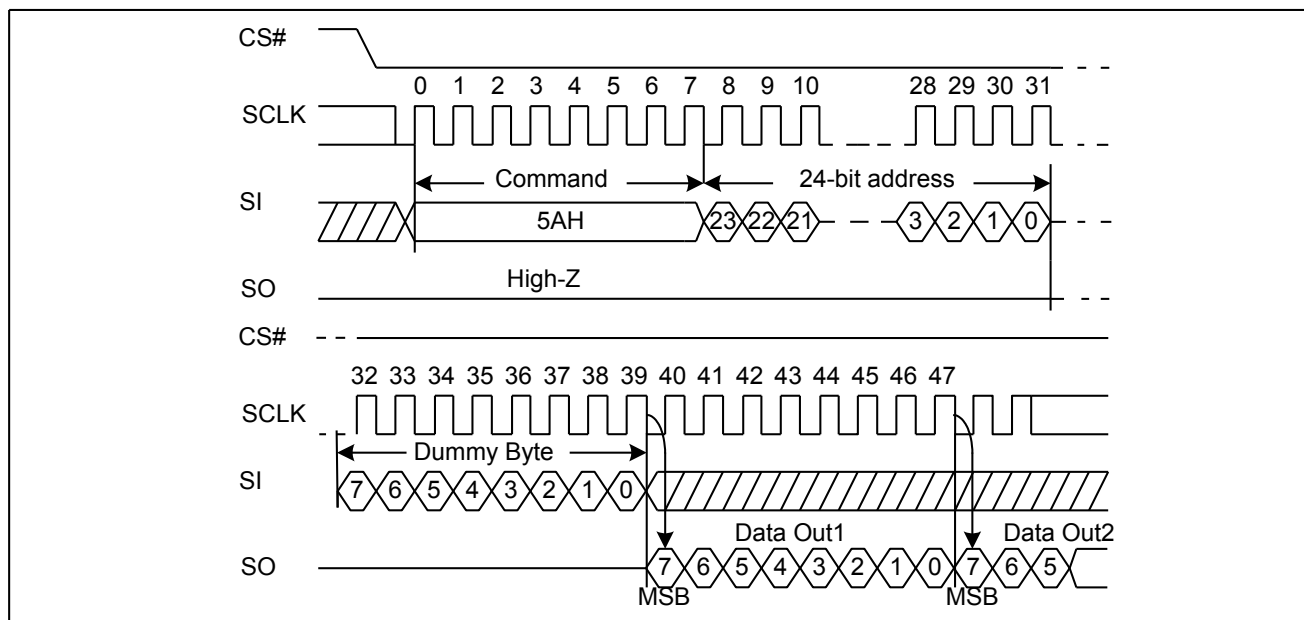 CS#
0 1 2 3 4 5 6 7 8 9 10 28 29 30 31
SCLK
Command 24-bit address
SI
5AH 23 22 21 3 2 1 0
High-Z
SO
CS#
32 33 34 35 36 37 38 39 40 41 42 43 44 45 46 47
SCLK
Dummy Byte
SI
7 6 5 4 3 2 1 0
Data Out1 Data Out2
SO
7 6 5 4 3 2 1 0 7 6 5
MSB MSB